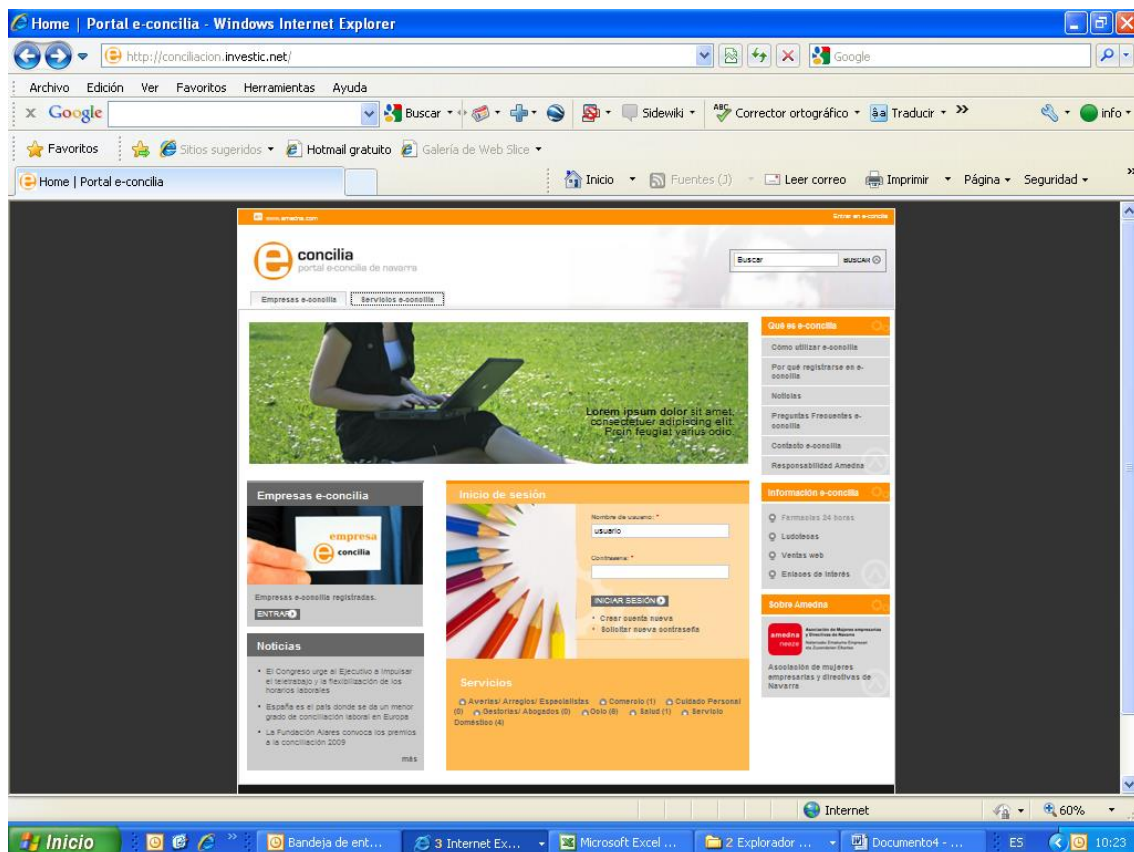 Home | Portal e-concilia - Windows Internet Explorer
http://conciliacion.investic.net/
Google
Archivo Edición Ver Favoritos Herramientas Ayuda
x Google Buscar Sidewiki ABC Corrector ortográfico Traducir » info
Favoritos Sitios sugeridos Hotmail gratuito Galería de Web Slice
Home | Portal e-concilia
Inicio Fuentes (J) Leer correo Imprimir Página Seguridad »
www.amedna.com Entrar en e-concilia
e concilia
portal e-concilia de navarra
Buscar BUSCAR
Empresas e-concilia Servicios e-concilia
Lorem ipsum dolor sit amet,
consectetuer adipiscing elit.
Proin feugiat varius odio.
Qué es e-concilia
Cómo utilizar e-concilia
Por qué registrarse en e-
concilia
Noticias
Preguntas Frecuentes e-
concilia
Contacto e-concilia
Responsabilidad Amedna
Empresas e-concilia
empresa
e concilia
Empresas e-concilia registradas.
ENTRAR
Noticias
• El Congreso urge al Ejecutivo a impulsar
el teletrabajo y la flexibilización de los
horarios laborales
• España es el país donde se da un menor
grado de conciliación laboral en Europa
• La Fundación Alares convoca los premios
a la conciliación 2009
más
Inicio de sesión
Nombre de usuario: *
usuario
Contraseña: *
INICIAR SESIÓN
• Crear cuenta nueva
• Solicitar nueva contraseña
Servicios
Averías/ Arreglos/ Especialistas Comercio (1) Cuidado Personal
(0) Gestorías/ Abogados (0) Ocio (8) Salud (1) Servicio
Doméstico (4)
Información e-concilia
Farmacias 24 horas
Ludotecas
Ventas web
Enlaces de interés
Sobre Amedna
amedna
neeze
Asociación de Mujeres empresarias
y Directivas de Navarra
Asociación de mujeres
empresarias y directivas de
Navarra
Internet 60%
Inicio » Bandeja de ent... 3 Internet Ex... Microsoft Excel ... 2 Explorador ... Documento4 - ... ES 10:23